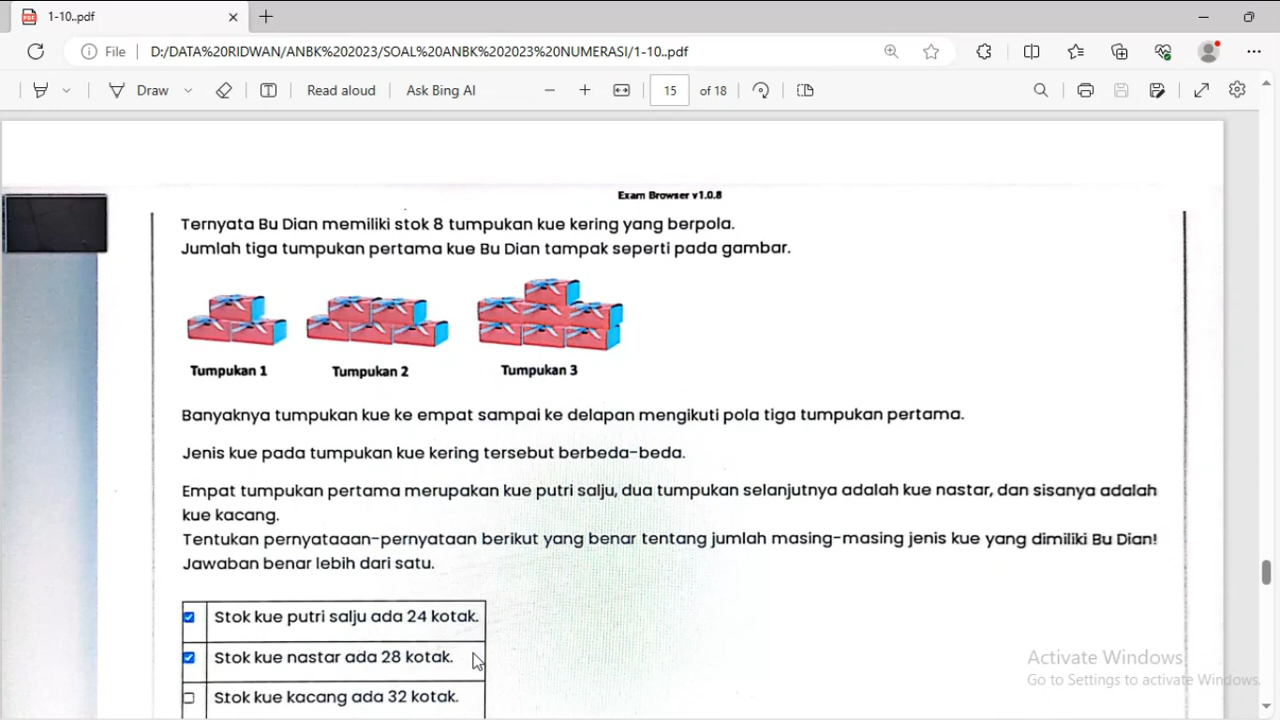 1-10..pdf
File
D:/DATA%20RIDWAN/ANBK%202023/SOAL%20ANBK%202023%20NUMERASI/1-10..pdf
Draw
Read aloud
Ask Bing AI
15
of 18
Exam Browser v1.0.8
Ternyata Bu Dian memiliki stok 8 tumpukan kue kering yang berpola.
Jumlah tiga tumpukan pertama kue Bu Dian tampak seperti pada gambar.
Tumpukan 1
Tumpukan 2
Tumpukan 3
Banyaknya tumpukan kue ke empat sampai ke delapan mengikuti pola tiga tumpukan pertama.
Jenis kue pada tumpukan kue kering tersebut berbeda-beda.
Empat tumpukan pertama merupakan kue putri salju, dua tumpukan selanjutnya adalah kue nastar, dan sisanya adalah
kue kacang.
Tentukan pernyataaan-pernyataan berikut yang benar tentang jumlah masing-masing jenis kue yang dimiliki Bu Dian!
Jawaban benar lebih dari satu.
Stok kue putri salju ada 24 kotak.
Stok kue nastar ada 28 kotak.
Stok kue kacang ada 32 kotak.
Activate Windows
Go to Settings to activate Windows.